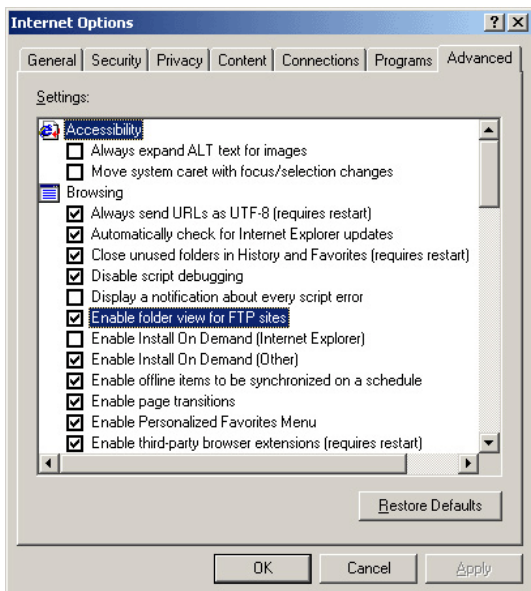 Internet Options
General Security Privacy Content Connections Programs Advanced
Settings:
Accessibility
Always expand ALT text for images
Move system caret with focus/selection changes
Browsing
Always send URLs as UTF-8 (requires restart)
Automatically check for Internet Explorer updates
Close unused folders in History and Favorites (requires restart)
Disable script debugging
Display a notification about every script error
Enable folder view for FTP sites
Enable Install On Demand (Internet Explorer)
Enable Install On Demand (Other)
Enable offline items to be synchronized on a schedule
Enable page transitions
Enable Personalized Favorites Menu
Enable third-party browser extensions (requires restart)
Restore Defaults
OK Cancel Apply